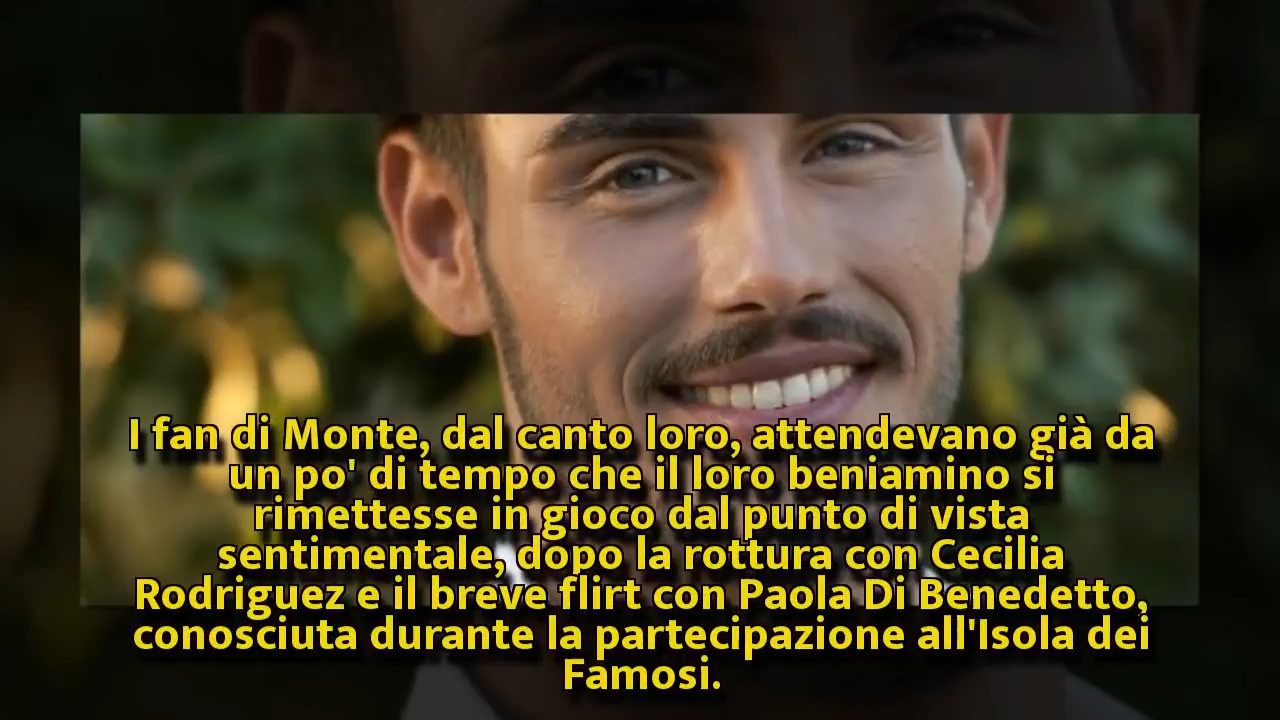 I fan di Monte, dal canto loro, attendevano già da
un po' di tempo che il loro beniamino si
rimettesse in gioco dal punto di vista
sentimentale, dopo la rottura con Cecilia
Rodriguez e il breve flirt con Paola Di Benedetto,
conosciuta durante la partecipazione all'Isola dei
Famosi.